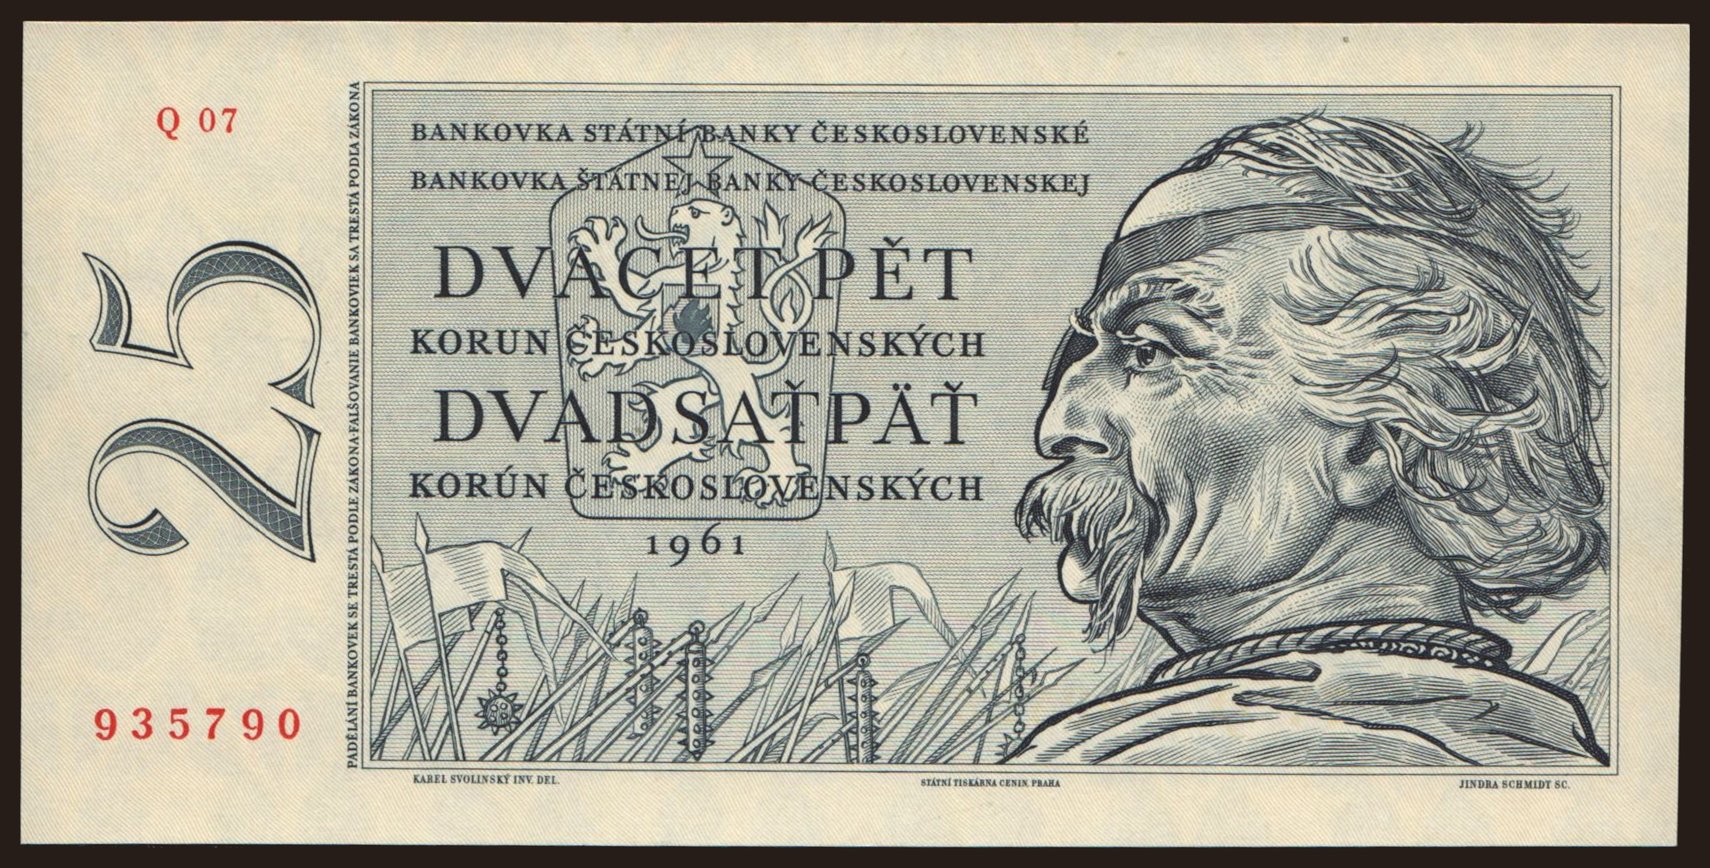 Q 07
BANKOVKA STÁTNÍ BANKY ČESKOSLOVENSKÉ
BANKOVKA ŠTÁTNEJ BANKY ČESKOSLOVENSKEJ
DVACET PĚT
KORUN ČESKOSLOVENSKÝCH
DVADSAŤPÄŤ
KORÚN ČESKOSLOVENSKÝCH
1961
25
935790
PADĚLÁNÍ BANKOVEK SE TRESTÁ PODLE ZÁKONA·FALŠOVANIE BANKOVIEK SA TRESTÁ PODĽA ZÁKONA
KAREL SVOLINSKÝ INV. DEL.
STÁTNÍ TISKÁRNA CENIN, PRAHA
JINDRA SCHMIDT SC.